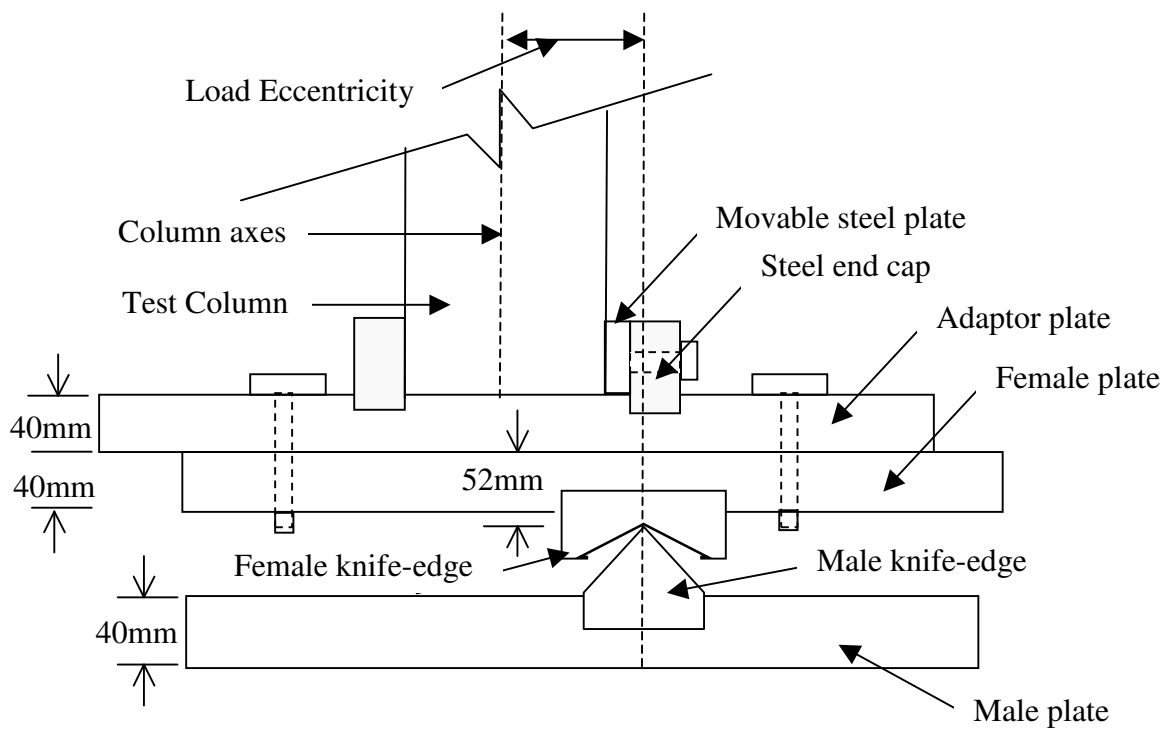 Load Eccentricity
Column axes
Movable steel plate
Steel end cap
Test Column
Adaptor plate
Female plate
40mm
40mm
52mm
Female knife-edge
Male knife-edge
40mm
Male plate